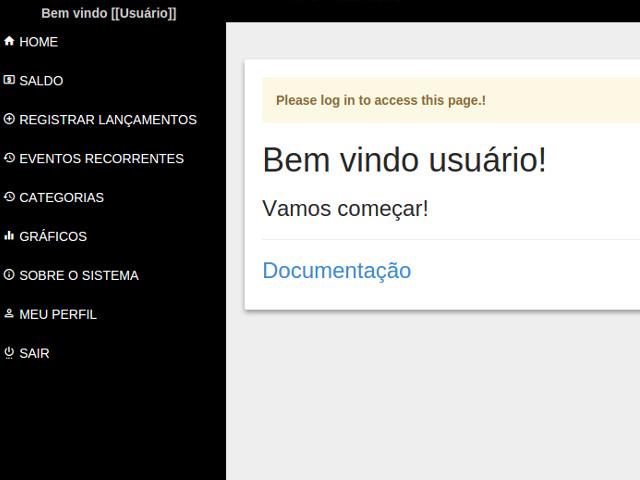 Bem vindo [[Usuário]]
HOME
SALDO
REGISTRAR LANÇAMENTOS
EVENTOS RECORRENTES
CATEGORIAS
GRÁFICOS
SOBRE O SISTEMA
MEU PERFIL
SAIR
Please log in to access this page.!
Bem vindo usuário!
Vamos começar!
Documentação